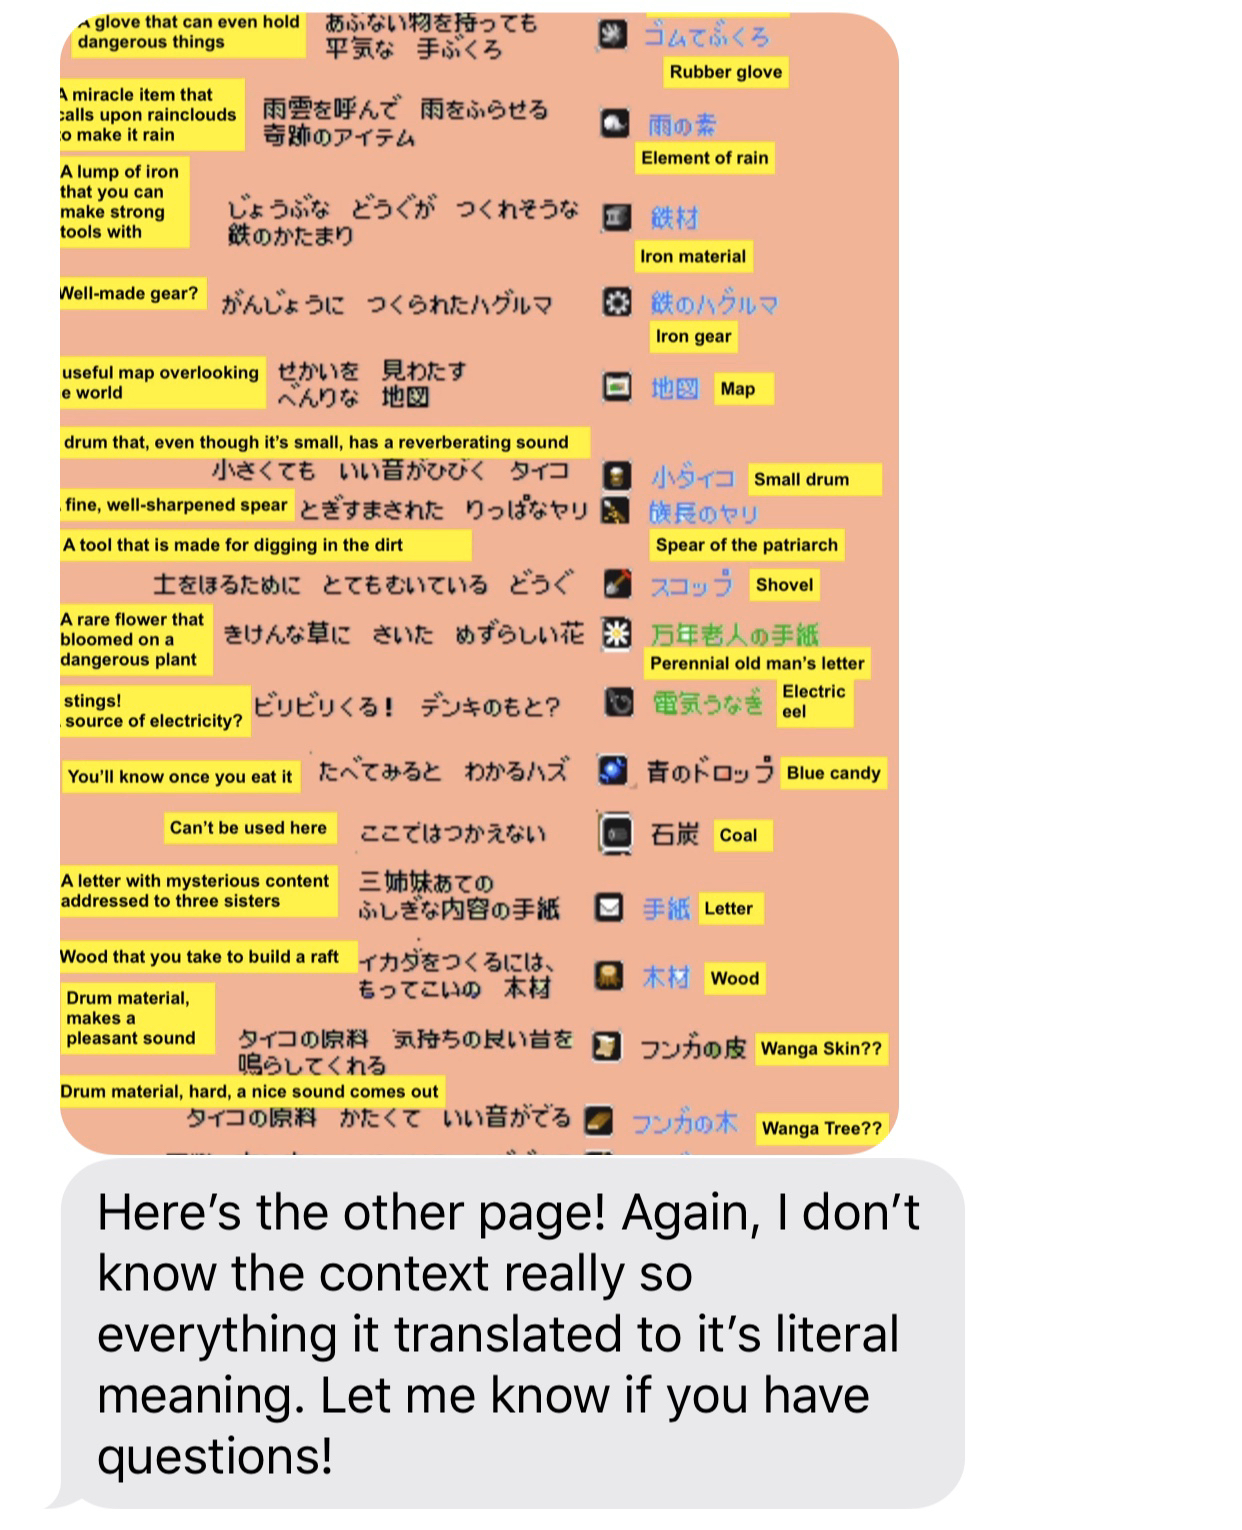 A glove that can even hold
dangerous things
あぶない物を持っても
平気な 手ぶくろ
ゴムてぶくろ
Rubber glove
A miracle item that
calls upon rainclouds
to make it rain
雨雲を呼んで 雨をふらせる
奇跡のアイテム
雨の素
Element of rain
A lump of iron
that you can
make strong
tools with
じょうぶな どうぐが つくれそうな
鉄のかたまり
鉄材
Iron material
Well-made gear?
がんじょうに つくられたハグルマ
鉄のハグルマ
Iron gear
useful map overlooking
e world
せかいを 見わたす
べんりな 地図
地図
Map
drum that, even though it's small, has a reverberating sound
小さくても いい音がひびく タイコ
小ダイコ
Small drum
fine, well-sharpened spear
とぎすまされた りっぱなヤリ
族長のヤリ
Spear of the patriarch
A tool that is made for digging in the dirt
土をほるために とてもむいている どうぐ
スコップ
Shovel
A rare flower that
bloomed on a
dangerous plant
きけんな草に さいた めずらしい花
万年老人の手紙
Perennial old man's letter
stings!
source of electricity?
ビリビリくる! デンキのもと?
電気うなぎ
Electric
eel
You'll know once you eat it
たべてみると わかるハズ
青のドロップ
Blue candy
Can't be used here
ここではつかえない
石炭
Coal
A letter with mysterious content
addressed to three sisters
三姉妹あての
ふしぎな内容の手紙
手紙
Letter
Wood that you take to build a raft
イカダをつくるには、
もってこいの 木材
木材
Wood
Drum material,
makes a
pleasant sound
タイコの原料 気持ちの良い音を
鳴らしてくれる
フンガの皮
Wanga Skin??
Drum material, hard, a nice sound comes out
タイコの原料 かたくて いい音がでる
フンガの木
Wanga Tree??
Here's the other page! Again, I don't
know the context really so
everything it translated to it's literal
meaning. Let me know if you have
questions!